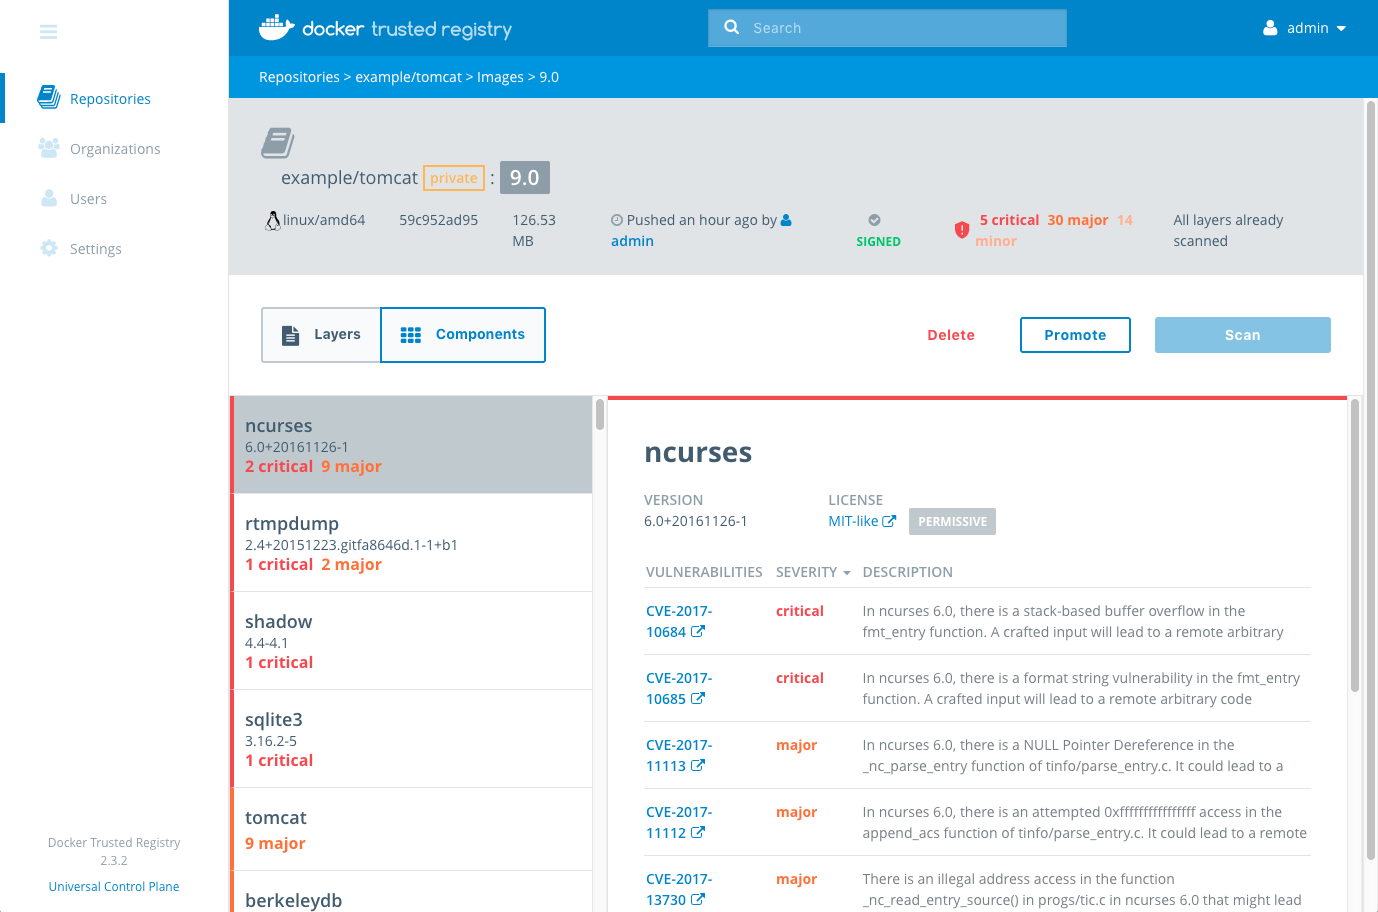 docker trusted registry
Search
admin
Repositories > example/tomcat > Images > 9.0
Repositories
Organizations
Users
Settings
example/tomcat private : 9.0
linux/amd64
59c952ad95
126.53
MB
Pushed an hour ago by
admin
SIGNED
5 critical 30 major 14
minor
All layers already
scanned
Layers
Components
Delete
Promote
Scan
ncurses
6.0+20161126-1
2 critical 9 major
rtmpdump
2.4+20151223.gitfa8646d.1-1+b1
1 critical 2 major
shadow
4.4-4.1
1 critical
sqlite3
3.16.2-5
1 critical
tomcat
9 major
berkeleydb
ncurses
VERSION
6.0+20161126-1
LICENSE
MIT-like PERMISSIVE
VULNERABILITIES SEVERITY DESCRIPTION
CVE-2017-
10684
critical
In ncurses 6.0, there is a stack-based buffer overflow in the
fmt_entry function. A crafted input will lead to a remote arbitrary
CVE-2017-
10685
critical
In ncurses 6.0, there is a format string vulnerability in the fmt_entry
function. A crafted input will lead to a remote arbitrary code
CVE-2017-
11113
major
In ncurses 6.0, there is a NULL Pointer Dereference in the
_nc_parse_entry function of tinfo/parse_entry.c. It could lead to a
CVE-2017-
11112
major
In ncurses 6.0, there is an attempted 0xffffffffffffffff access in the
append_acs function of tinfo/parse_entry.c. It could lead to a remote
CVE-2017-
13730
major
There is an illegal address access in the function
_nc_read_entry_source() in progs/tic.c in ncurses 6.0 that might lead
Docker Trusted Registry
2.3.2
Universal Control Plane